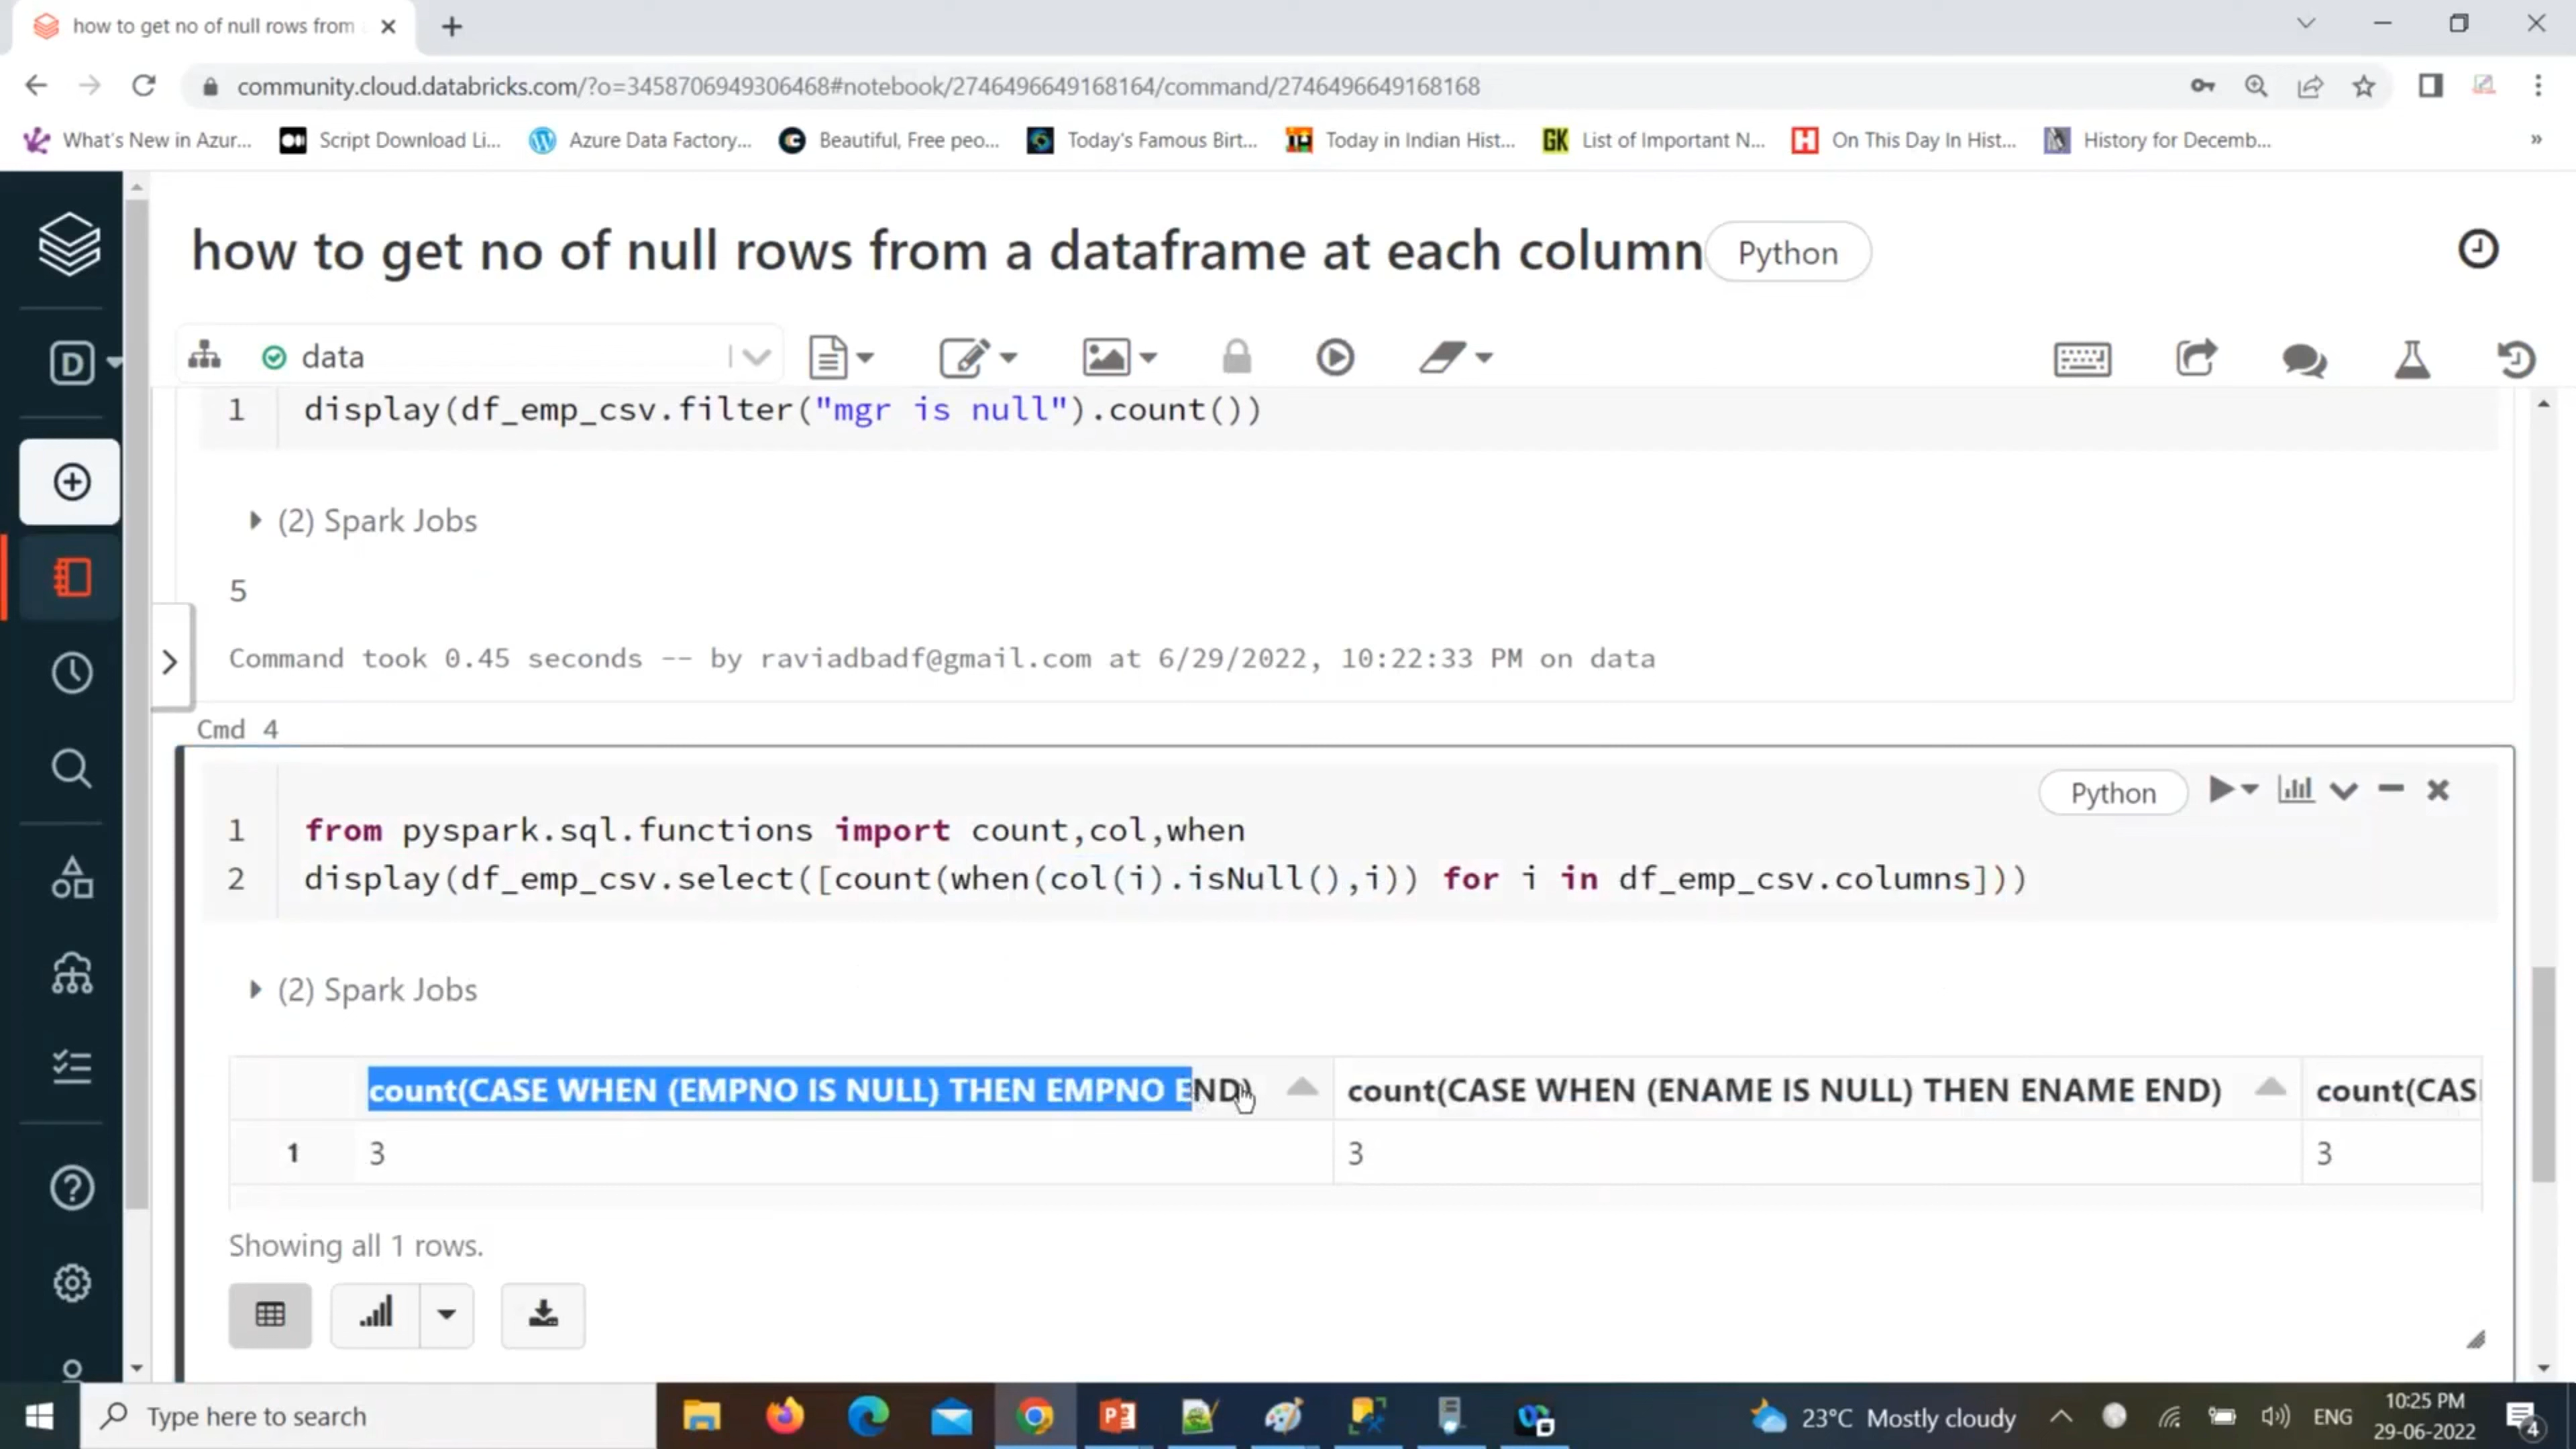 how to get no of null rows from
community.cloud.databricks.com/?o=3458706949306468#notebook/2746496649168164/command/2746496649168168
What's New in Azur...
Script Download Li...
Azure Data Factory...
Beautiful, Free peo...
Today's Famous Birt...
Today in Indian Hist...
GK
List of Important N...
H
On This Day In Hist...
History for Decemb...
»
how to get no of null rows from a dataframe at each column
Python
D
data
1 display(df_emp_csv.filter("mgr is null").count())
(2) Spark Jobs
5
Command took 0.45 seconds -- by raviadbadf@gmail.com at 6/29/2022, 10:22:33 PM on data
Cmd 4
Python
1 from pyspark.sql.functions import count,col,when
2 display(df_emp_csv.select([count(when(col(i).isNull(),i)) for i in df_emp_csv.columns]))
(2) Spark Jobs
count(CASE WHEN (EMPNO IS NULL) THEN EMPNO END) count(CASE WHEN (ENAME IS NULL) THEN ENAME END) count(CAS
1 3 3 3
Showing all 1 rows.
Type here to search
23°C Mostly cloudy
ENG
10:25 PM
29-06-2022
4